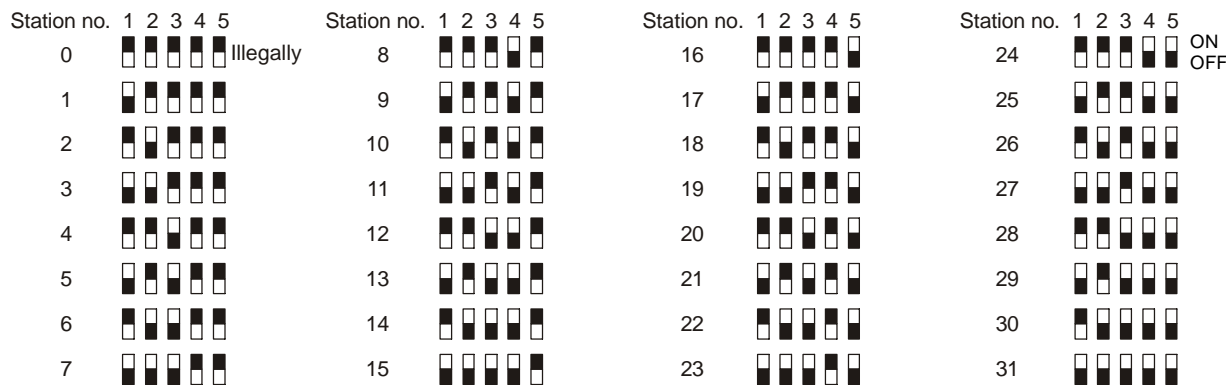 Station no. 1 2 3 4 5 Station no. 1 2 3 4 5 Station no. 1 2 3 4 5 Station no. 1 2 3 4 5
0 Illegally 8 16 24 ON
OFF
1 9 17 25
2 10 18 26
3 11 19 27
4 12 20 28
5 13 21 29
6 14 22 30
7 15 23 31